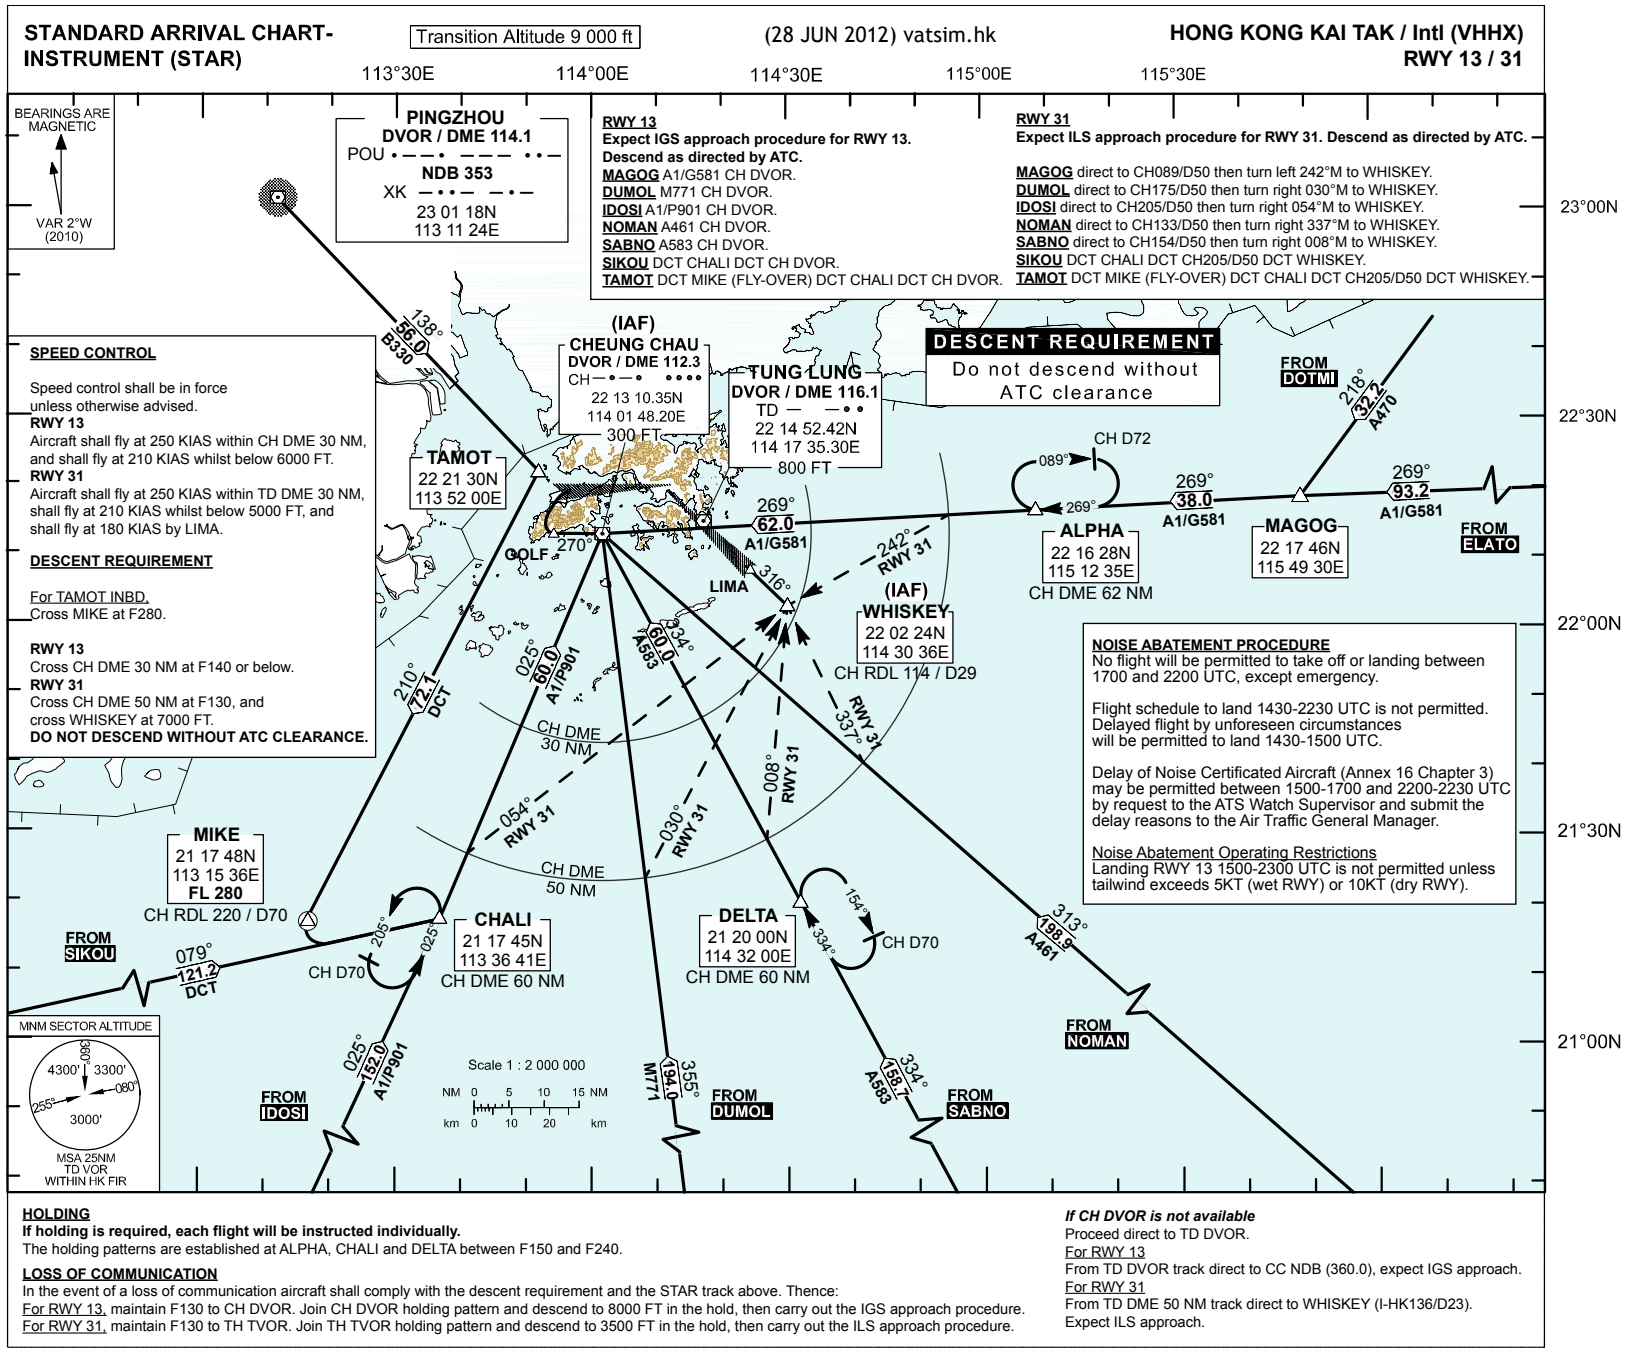 STANDARD ARRIVAL CHART-
INSTRUMENT (STAR)
Transition Altitude 9 000 ft
(28 JUN 2012) vatsim.hk
HONG KONG KAI TAK / Intl (VHHX)
RWY 13 / 31
113°30E
114°00E
114°30E
115°00E
115°30E
BEARINGS ARE
MAGNETIC
VAR 2°W
(2010)
PINGZHOU
DVOR / DME 114.1
POU
NDB 353
XK
23 01 18N
113 11 24E
RWY 13
Expect IGS approach procedure for RWY 13.
Descend as directed by ATC.
MAGOG A1/G581 CH DVOR.
DUMOL M771 CH DVOR.
IDOSI A1/P901 CH DVOR.
NOMAN A461 CH DVOR.
SABNO A583 CH DVOR.
SIKOU DCT CHALI DCT CH DVOR.
TAMOT DCT MIKE (FLY-OVER) DCT CHALI DCT CH DVOR.
RWY 31
Expect ILS approach procedure for RWY 31. Descend as directed by ATC.
MAGOG direct to CH089/D50 then turn left 242°M to WHISKEY.
DUMOL direct to CH175/D50 then turn right 030°M to WHISKEY.
IDOSI direct to CH205/D50 then turn right 054°M to WHISKEY.
NOMAN direct to CH133/D50 then turn right 337°M to WHISKEY.
SABNO direct to CH154/D50 then turn right 008°M to WHISKEY.
SIKOU DCT CHALI DCT CH205/D50 DCT WHISKEY.
TAMOT DCT MIKE (FLY-OVER) DCT CHALI DCT CH205/D50 DCT WHISKEY.
23°00N
22°30N
22°00N
21°30N
21°00N
138°
56.0
B330
SPEED CONTROL
Speed control shall be in force
unless otherwise advised.
RWY 13
Aircraft shall fly at 250 KIAS within CH DME 30 NM,
and shall fly at 210 KIAS whilst below 6000 FT.
RWY 31
Aircraft shall fly at 250 KIAS within TD DME 30 NM,
shall fly at 210 KIAS whilst below 5000 FT, and
shall fly at 180 KIAS by LIMA.
DESCENT REQUIREMENT
For TAMOT INBD,
Cross MIKE at F280.
RWY 13
Cross CH DME 30 NM at F140 or below.
RWY 31
Cross CH DME 50 NM at F130, and
cross WHISKEY at 7000 FT.
DO NOT DESCEND WITHOUT ATC CLEARANCE.
(IAF)
CHEUNG CHAU
DVOR / DME 112.3
CH
22 13 10.35N
114 01 48.20E
300 FT
TUNG LUNG
DVOR / DME 116.1
TD
22 14 52.42N
114 17 35.30E
800 FT
DESCENT REQUIREMENT
Do not descend without
ATC clearance
FROM
DOTMI
218°
32.2
A470
TAMOT
22 21 30N
113 52 00E
CH D72
089°
269°
269°
38.0
A1/G581
269°
93.2
A1/G581
269°
62.0
A1/G581
ALPHA
22 16 28N
115 12 35E
CH DME 62 NM
MAGOG
22 17 46N
115 49 30E
FROM
ELATO
GOLF
270°
LIMA
316°
242°
RWY 31
(IAF)
WHISKEY
22 02 24N
114 30 36E
CH RDL 114 / D29
NOISE ABATEMENT PROCEDURE
No flight will be permitted to take off or landing between
1700 and 2200 UTC, except emergency.
Flight schedule to land 1430-2230 UTC is not permitted.
Delayed flight by unforeseen circumstances
will be permitted to land 1430-1500 UTC.
Delay of Noise Certificated Aircraft (Annex 16 Chapter 3)
may be permitted between 1500-1700 and 2200-2230 UTC
by request to the ATS Watch Supervisor and submit the
delay reasons to the Air Traffic General Manager.
Noise Abatement Operating Restrictions
Landing RWY 13 1500-2300 UTC is not permitted unless
tailwind exceeds 5KT (wet RWY) or 10KT (dry RWY).
210°
72.1
DCT
025°
60.0
A1/P901
334°
60.0
A583
CH DME
30 NM
RWY 31
337°
008°
RWY 31
054°
RWY 31
030°
RWY 31
CH DME
50 NM
MIKE
21 17 48N
113 15 36E
FL 280
CH RDL 220 / D70
FROM
SIKOU
079°
121.2
DCT
205°
025°
CH D70
CHALI
21 17 45N
113 36 41E
CH DME 60 NM
DELTA
21 20 00N
114 32 00E
CH DME 60 NM
154°
334°
CH D70
313°
198.9
A461
FROM
NOMAN
MNM SECTOR ALTITUDE
360°
4300'
3300'
080°
255°
3000'
MSA 25NM
TD VOR
WITHIN HK FIR
025°
152.0
A1/P901
FROM
IDOSI
Scale 1 : 2 000 000
NM 0 5 10 15 NM
km 0 10 20 km
355°
194.0
M771
FROM
DUMOL
334°
158.7
A583
FROM
SABNO
HOLDING
If holding is required, each flight will be instructed individually.
The holding patterns are established at ALPHA, CHALI and DELTA between F150 and F240.
LOSS OF COMMUNICATION
In the event of a loss of communication aircraft shall comply with the descent requirement and the STAR track above. Thence:
For RWY 13, maintain F130 to CH DVOR. Join CH DVOR holding pattern and descend to 8000 FT in the hold, then carry out the IGS approach procedure.
For RWY 31, maintain F130 to TH TVOR. Join TH TVOR holding pattern and descend to 3500 FT in the hold, then carry out the ILS approach procedure.
If CH DVOR is not available
Proceed direct to TD DVOR.
For RWY 13
From TD DVOR track direct to CC NDB (360.0), expect IGS approach.
For RWY 31
From TD DME 50 NM track direct to WHISKEY (I-HK136/D23).
Expect ILS approach.